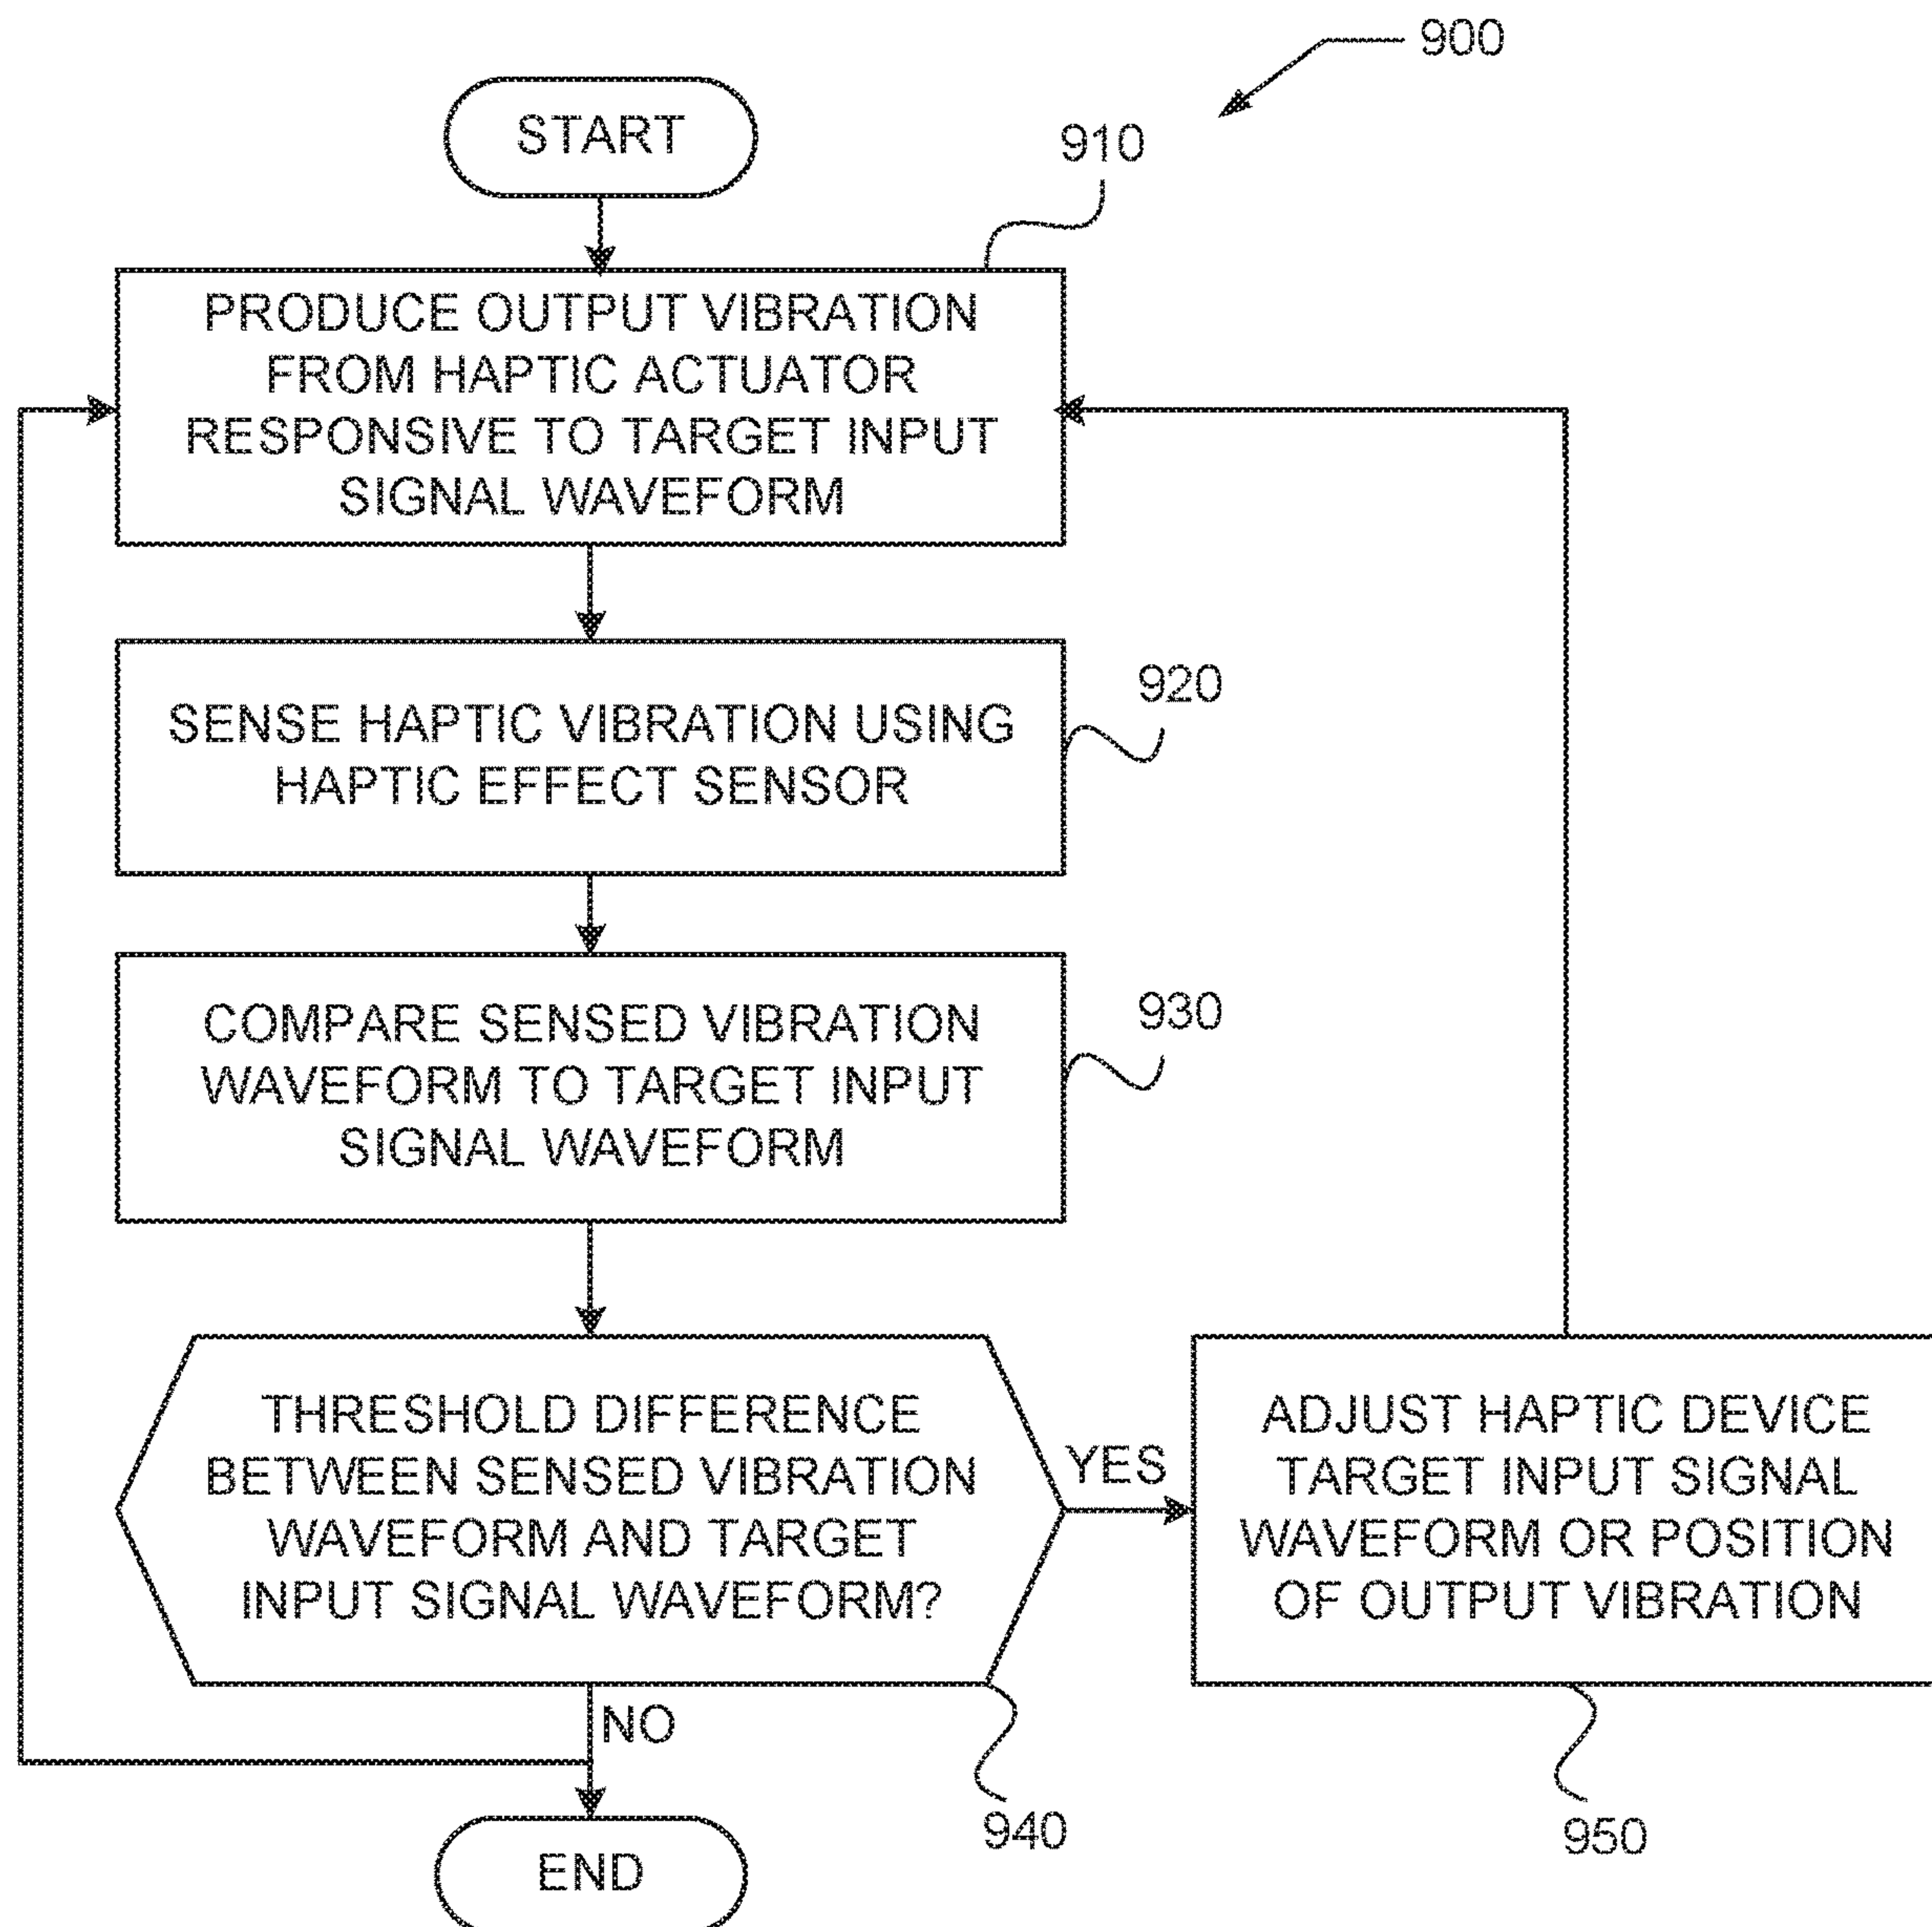 900
START
910
PRODUCE OUTPUT VIBRATION
FROM HAPTIC ACTUATOR
RESPONSIVE TO TARGET INPUT
SIGNAL WAVEFORM
920
SENSE HAPTIC VIBRATION USING
HAPTIC EFFECT SENSOR
930
COMPARE SENSED VIBRATION
WAVEFORM TO TARGET INPUT
SIGNAL WAVEFORM
THRESHOLD DIFFERENCE
BETWEEN SENSED VIBRATION
WAVEFORM AND TARGET
INPUT SIGNAL WAVEFORM?
YES
ADJUST HAPTIC DEVICE
TARGET INPUT SIGNAL
WAVEFORM OR POSITION
OF OUTPUT VIBRATION
NO
940
950
END